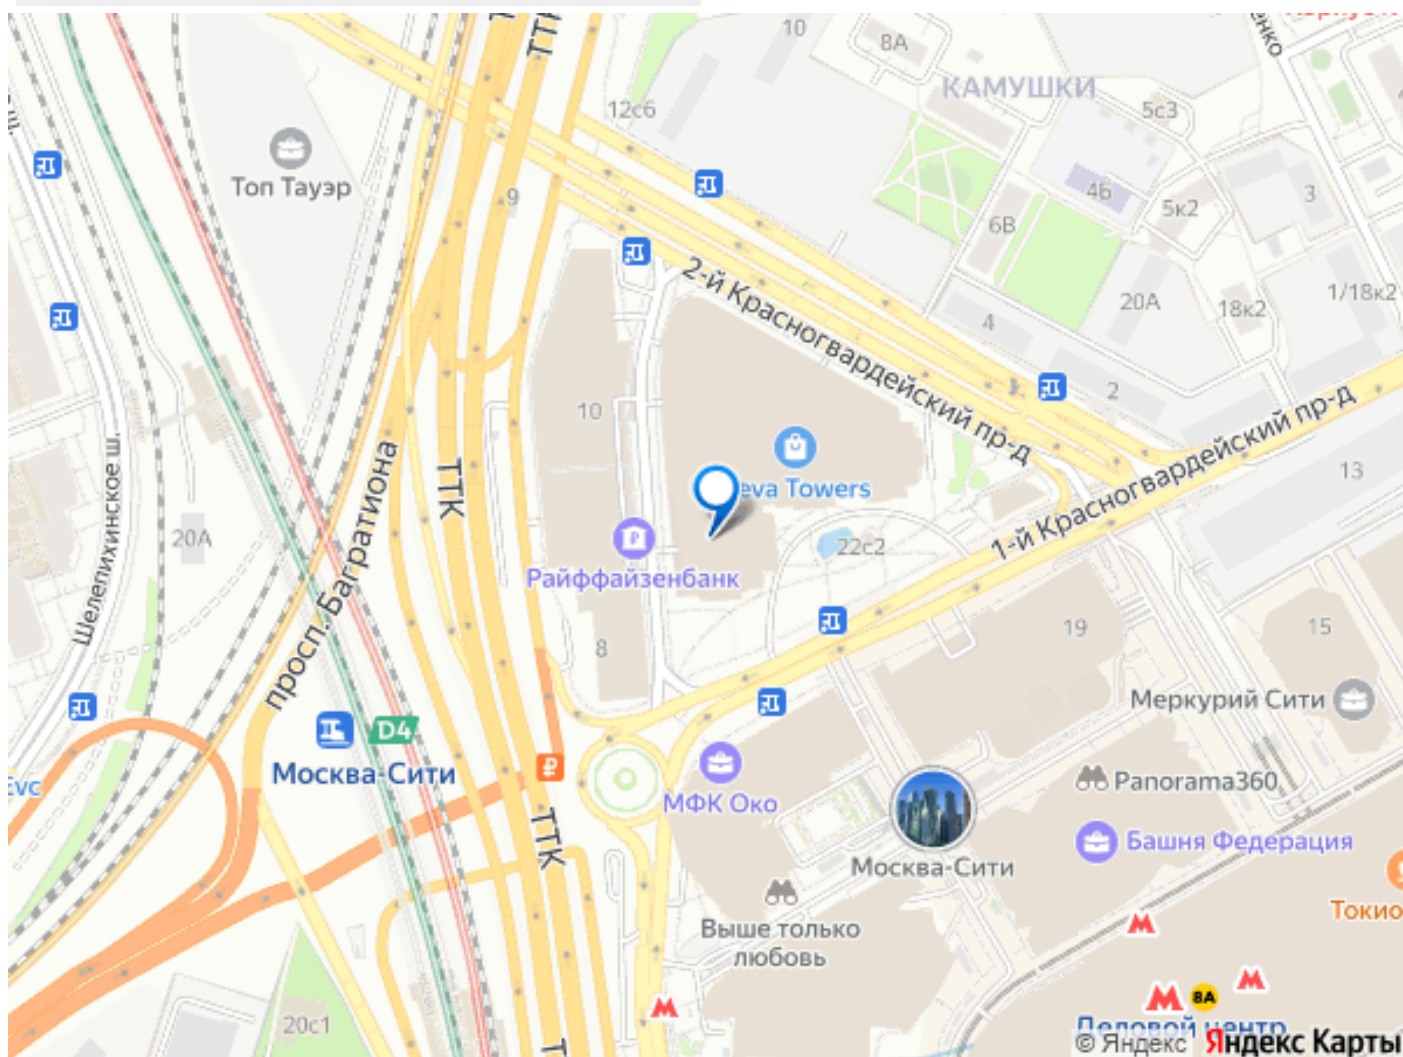 ТТК
10
8А
КАМУШКИ
12с6
5с3
Топ Тауэр
9
4Б
5к2
3
6В
2-й Красногвардейский пр-д
20А
18к2
1/18к2
4
2
10
ТТК
просп. Багратиона
Шелепихинское ш.
eva Towers
1-й Красногвардейский пр-д
13
20А
22с2
Райффайзенбанк
8
19
15
Меркурий Сити
D4
Москва-Сити
МФК Око
Panorama360
Башня Федерация
Москва-Сити
ТТК
Токио
Выше только
любовь
8А
20с1
Деловой центр
© Яндекс Яндекс Карты